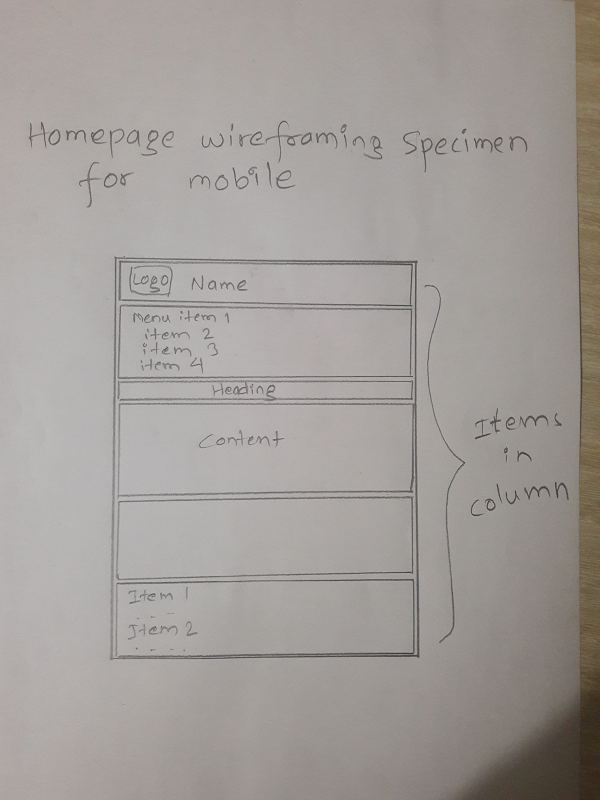 Homepage wireframing specimen
for mobile
Logo Name
Menu item 1
item 2
item 3
item 4
Heading
Content
Item 1
. - - -
Item 2
. - - - .
Items
in
column